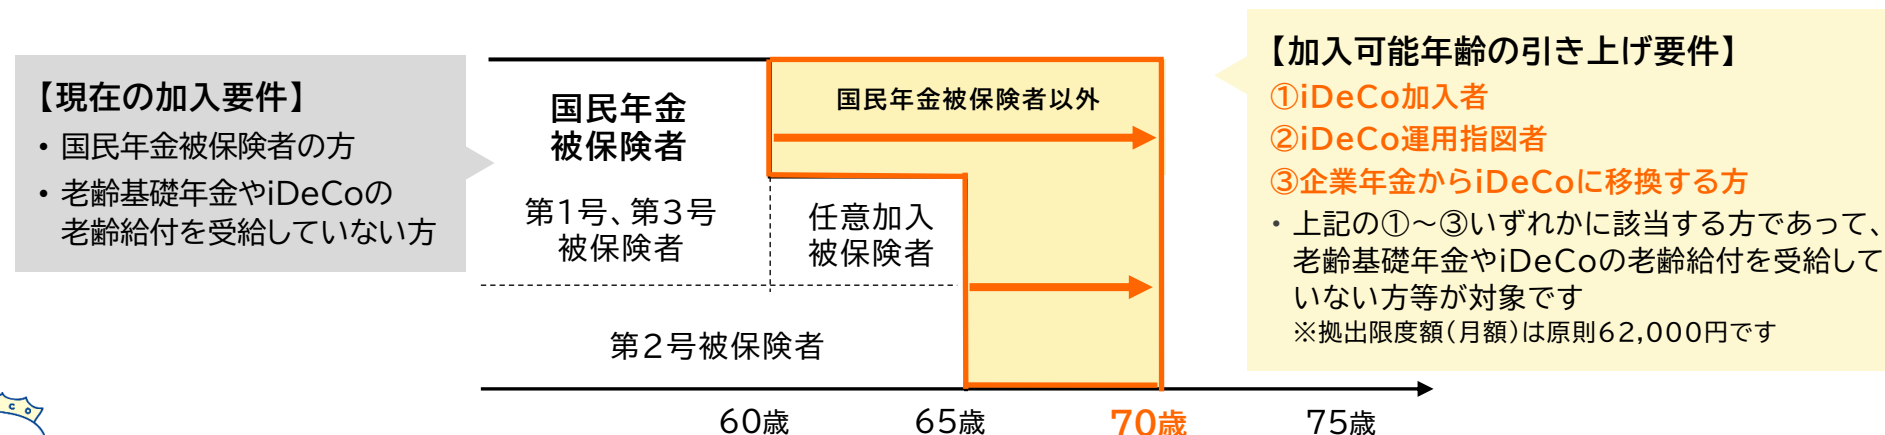 【現在の加入要件】
・国民年金被保険者の方
・老齢基礎年金やiDeCoの
老齢給付を受給していない方
国民年金
被保険者
国民年金被保険者以外
第1号、第3号
被保険者
任意加入
被保険者
第2号被保険者
60歳
65歳
70歳
75歳
【加入可能年齢の引き上げ要件】
①iDeCo加入者
②iDeCo運用指図者
③企業年金からiDeCoに移換する方
・上記の①～③いずれかに該当する方であって、
老齢基礎年金やiDeCoの老齢給付を受給して
いない方等が対象です
※拠出限度額(月額)は原則62,000円です